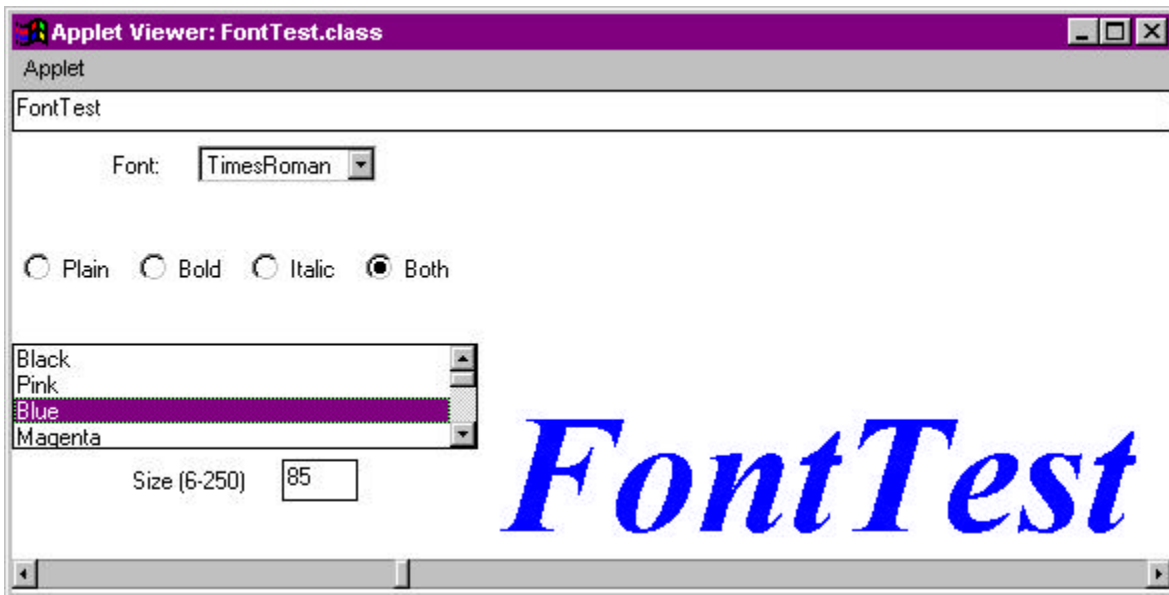 Applet Viewer: FontTest.class
Applet
FontTest
Font: TimesRoman
Plain Bold Italic Both
Black
Pink
Blue
Magenta
Size (6-250) 85
FontTest